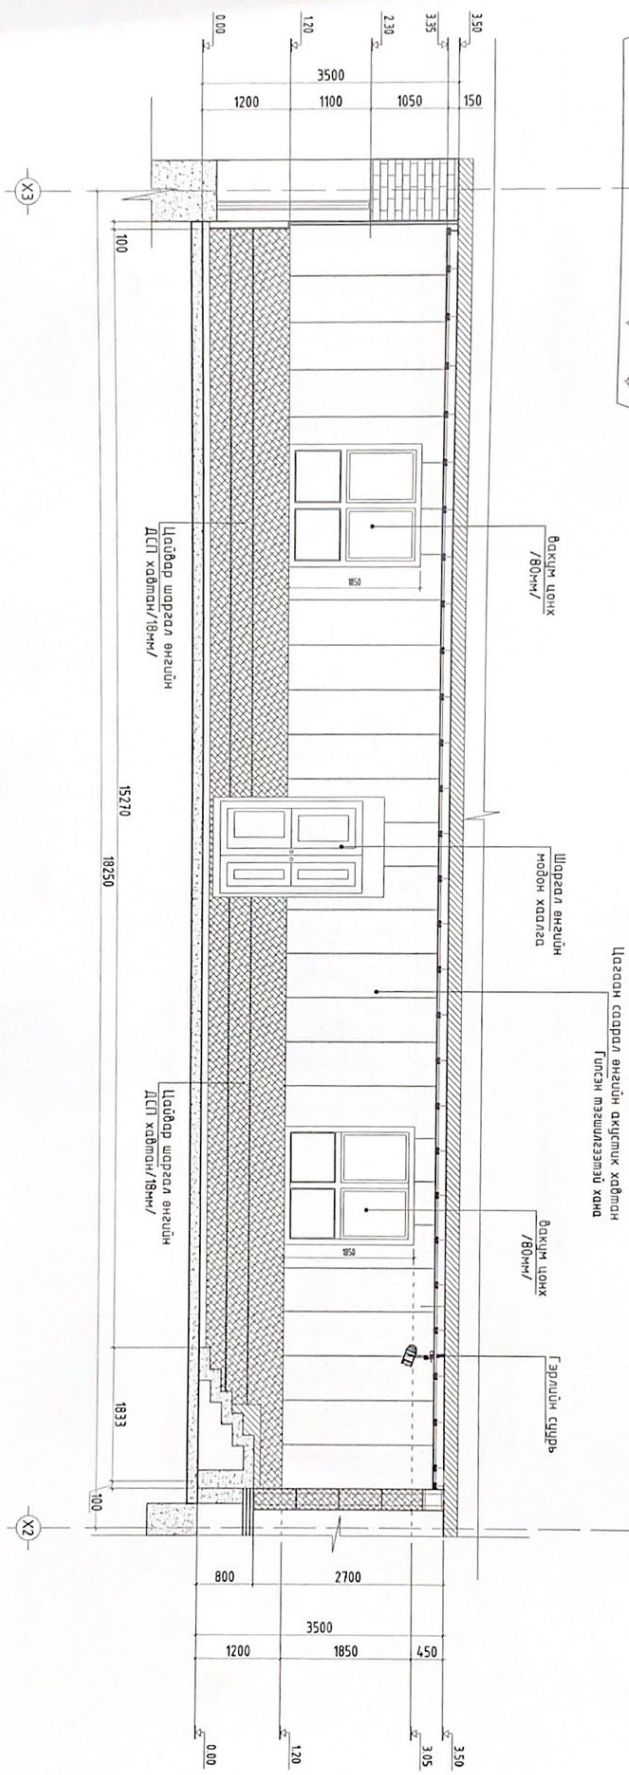 0.00
1.20
2.30
3.35
3.50
3500
1200
1100
1050
150
X3
100
вакум цонх
/80мм/
1850
Цайвар шаргал өнгийн
ДСП хавтан/18мм/
15270
18250
Шаргал өнгийн
модон хаалга
Цагаан саарал өнгийн акустик хавтан
Гипсэн тэгшилгээтэй хана
Цайвар шаргал өнгийн
ДСП хавтан/18мм/
вакум цонх
/80мм/
1850
Гэрлийн суурь
1833
100
X2
800
2700
3500
1200
1850
450
0.00
1.20
3.05
3.50